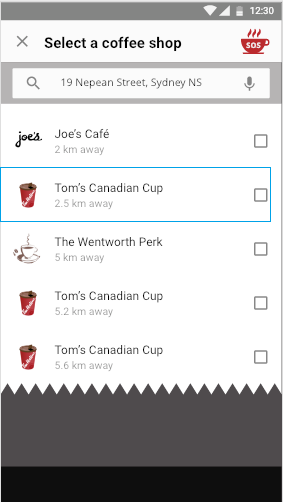 12:30
Select a coffee shop
SOS
19 Nepean Street, Sydney NS
joe's.
Joe's Café
2 km away
Tom's Canadian Cup
2.5 km away
The Wentworth Perk
5 km away
Tom's Canadian Cup
5.2 km away
Tom's Canadian Cup
5.6 km away